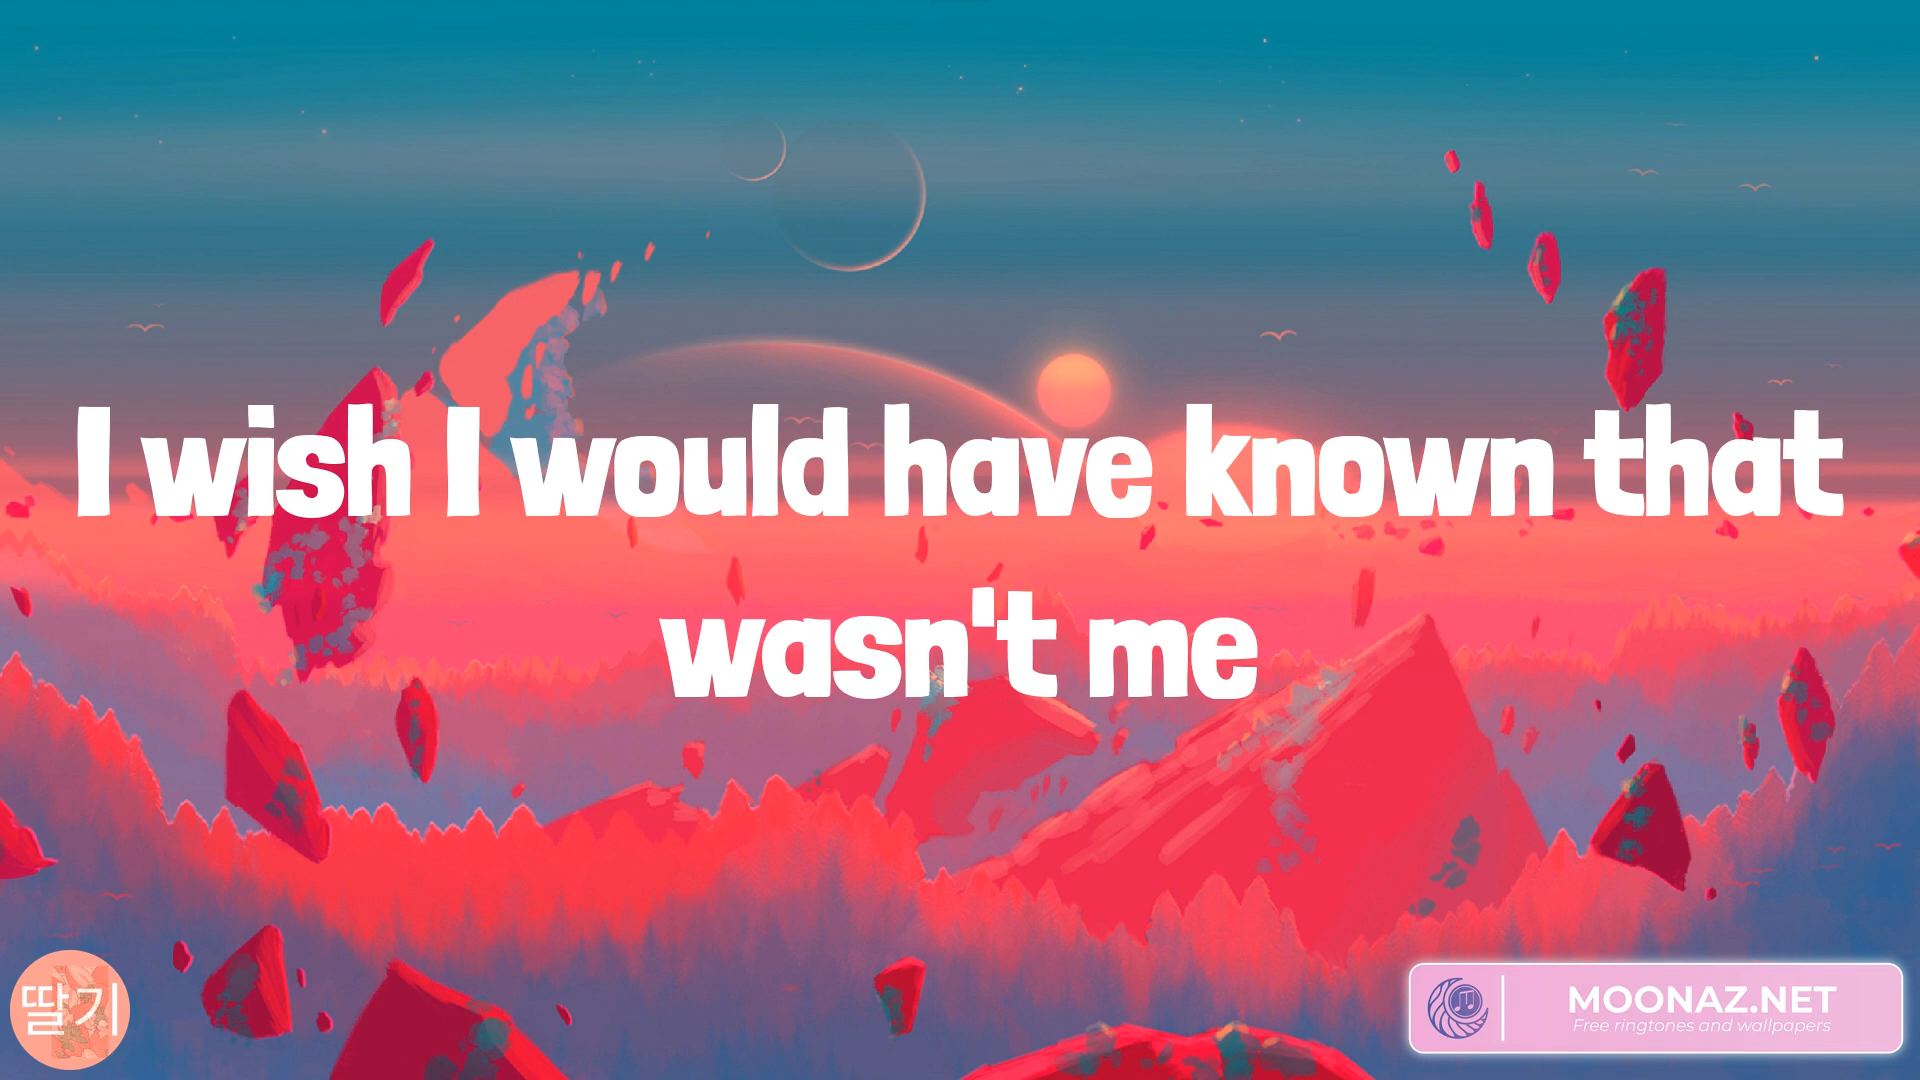 I wish I would have known that
wasn't me
딸기
MOONAZ.NET
Free ringtones and wallpapers